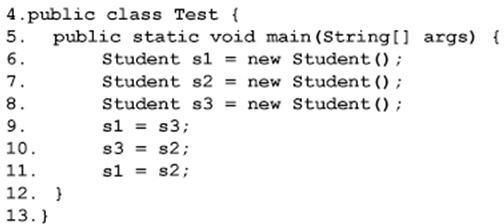 4.public class Test {
5.  public static void main(String[] args) {
6.      Student s1 = new Student();
7.      Student s2 = new Student();
8.      Student s3 = new Student();
9.      s1 = s3;
10.     s3 = s2;
11.     s1 = s2;
12. }
13.}